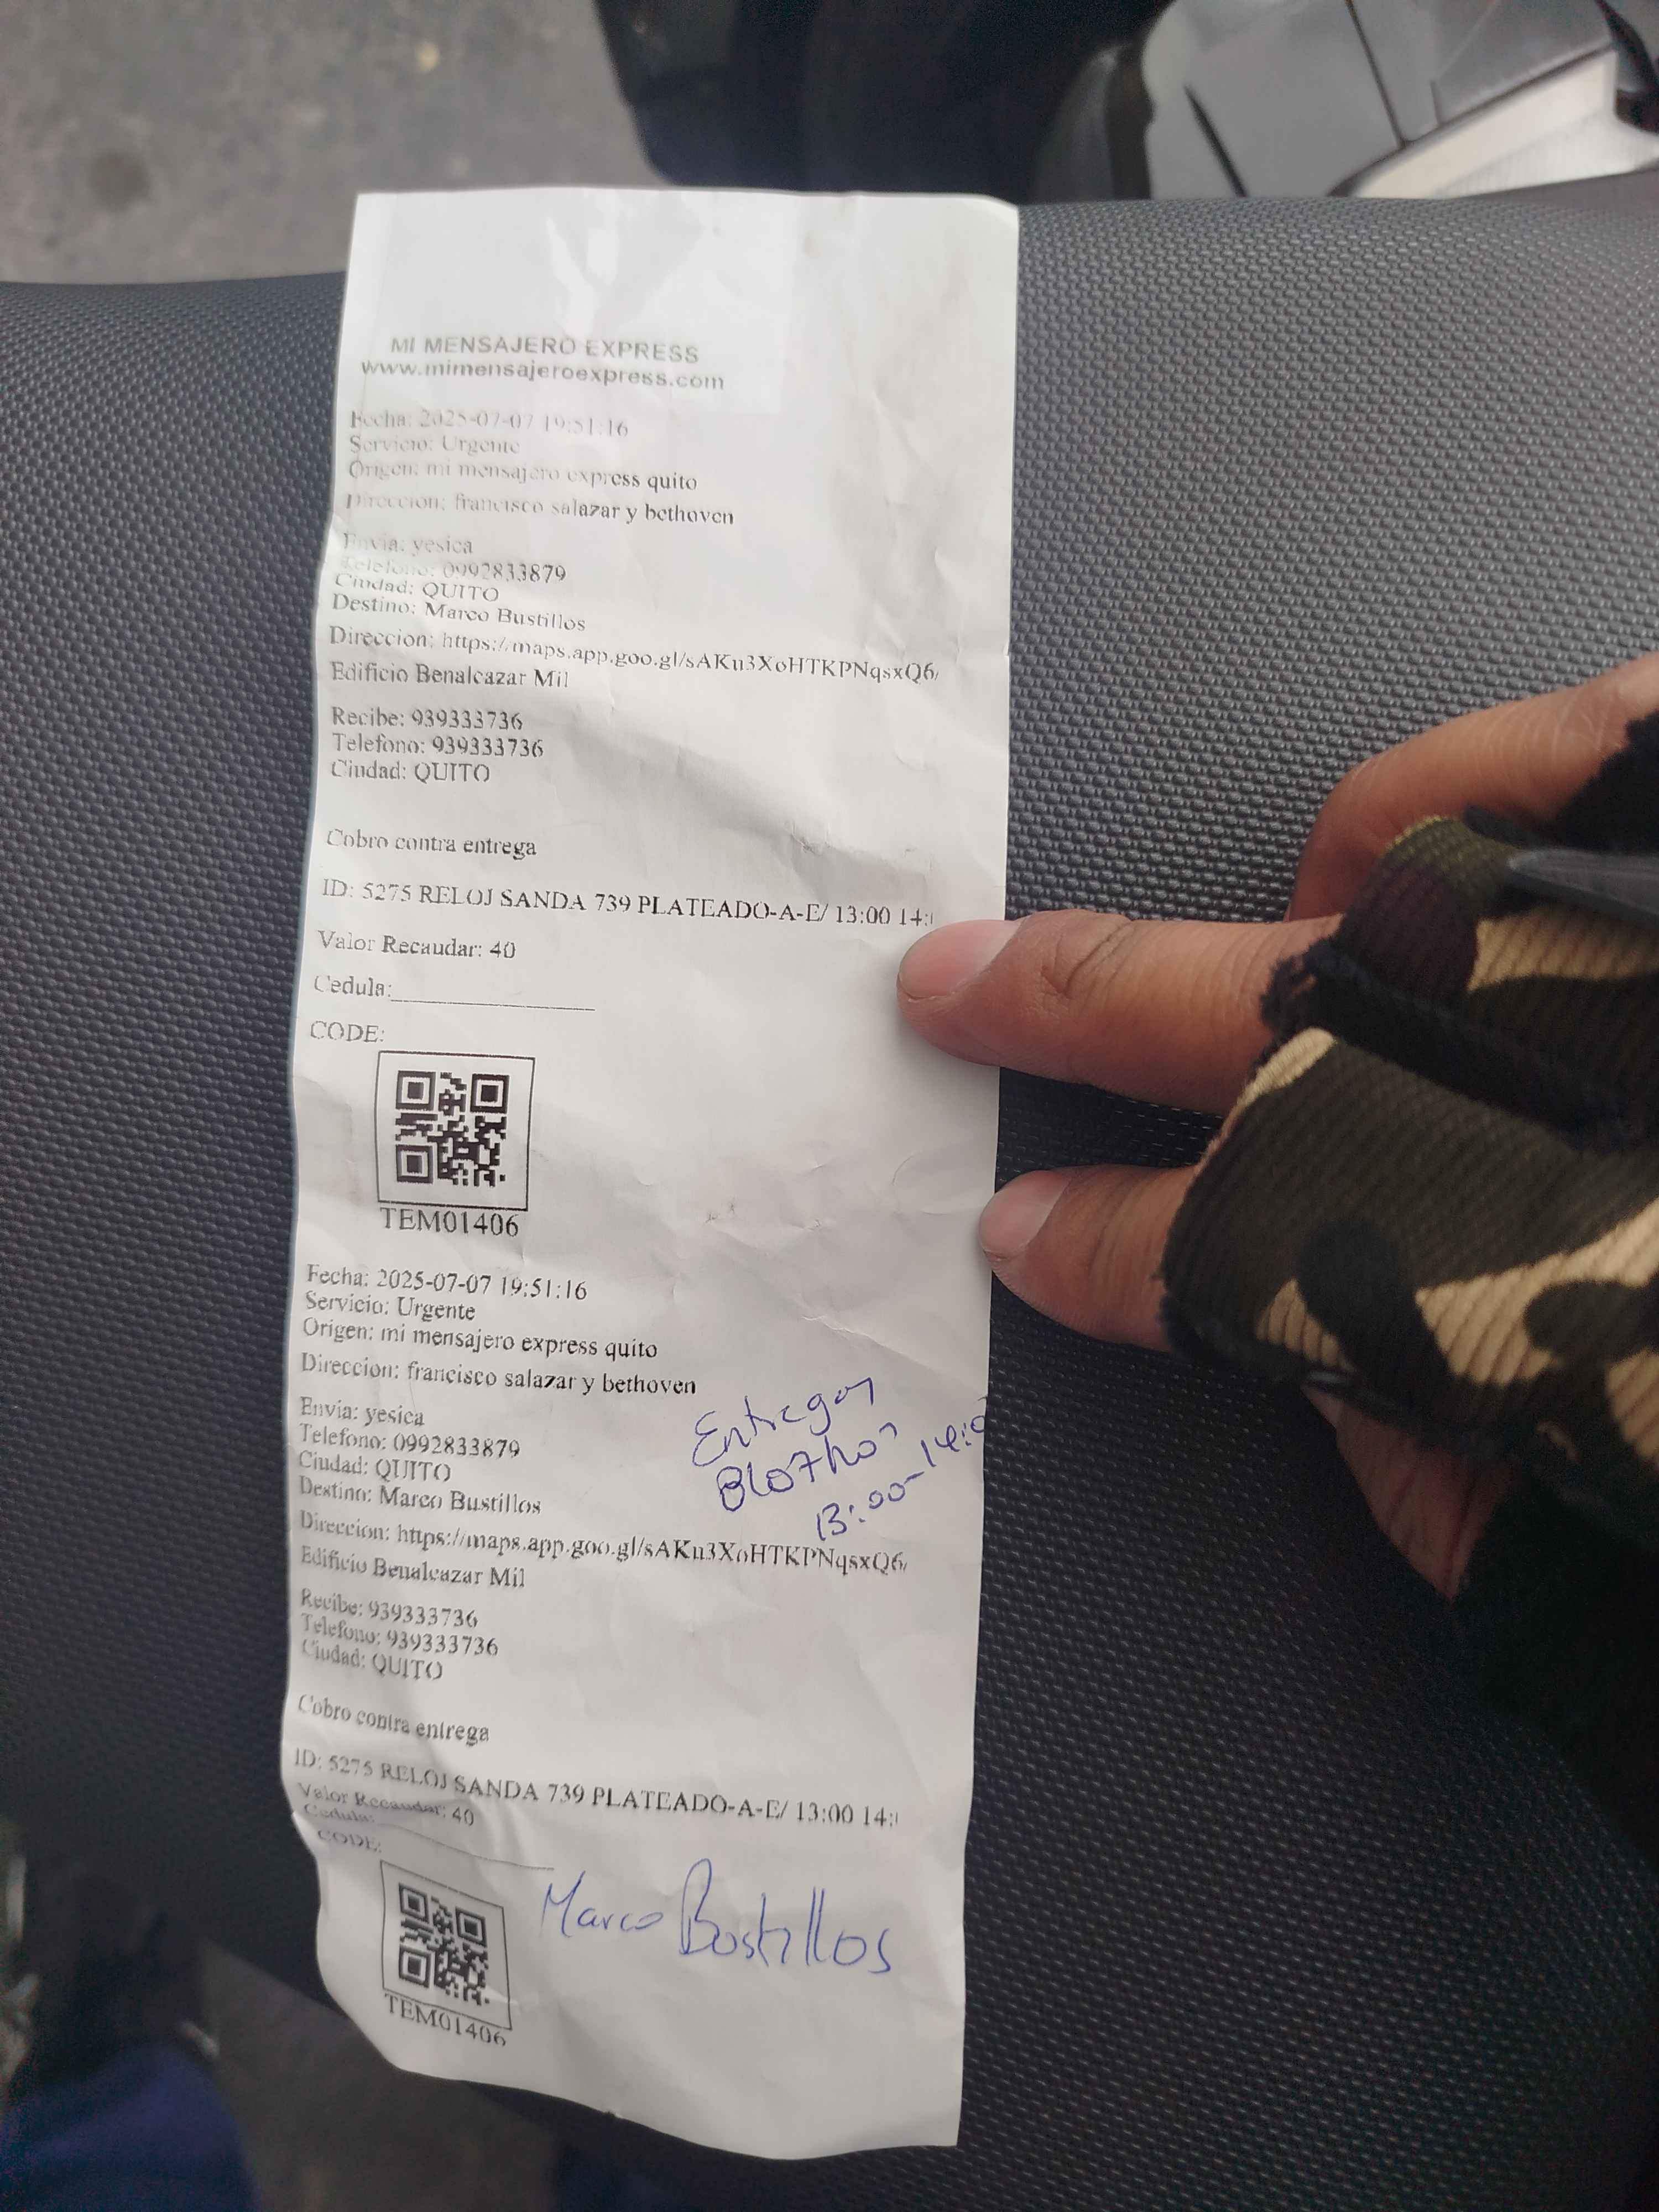 MI MENSAJERO EXPRESS
www.mimensajeroexpress.com
Fecha: 2025-07-07 19:51:16
Servicio: Urgente
Origen: mi mensajero express quito
Direccion: francisco salazar y bethoven
Envia: yesica
Telefono: 0992833879
Ciudad: QUITO
Destino: Marco Bustillos
Direccion: https://maps.app.goo.gl/sAKu3XoHTKPNqsxQ6/
Edificio Benalcazar Mil
Recibe: 939333736
Telefono: 939333736
Ciudad: QUITO
Cobro contra entrega
ID: 5275 RELOJ SANDA 739 PLATEADO-A-E/ 13:00 14:
Valor Recaudar: 40
Cedula:
CODE:
TEM01406
Fecha: 2025-07-07 19:51:16
Servicio: Urgente
Origen: mi mensajero express quito
Direccion: francisco salazar y bethoven
Envia: yesica
Telefono: 0992833879
Ciudad: QUITO
Destino: Marco Bustillos
Entregar
13:00-14:0
Direccion: https://maps.app.goo.gl/sAKu3XoHTKPNqsxQ6/
Edificio Benalcazar Mil
Recibe: 939333736
Telefono: 939333736
Ciudad: QUITO
Cobro contra entrega
ID: 5275 RELOJ SANDA 739 PLATEADO-A-E/ 13:00 14:
Valor Recaudar: 40
Cedula:
CODE:
Marco Bustillos
TEM01406